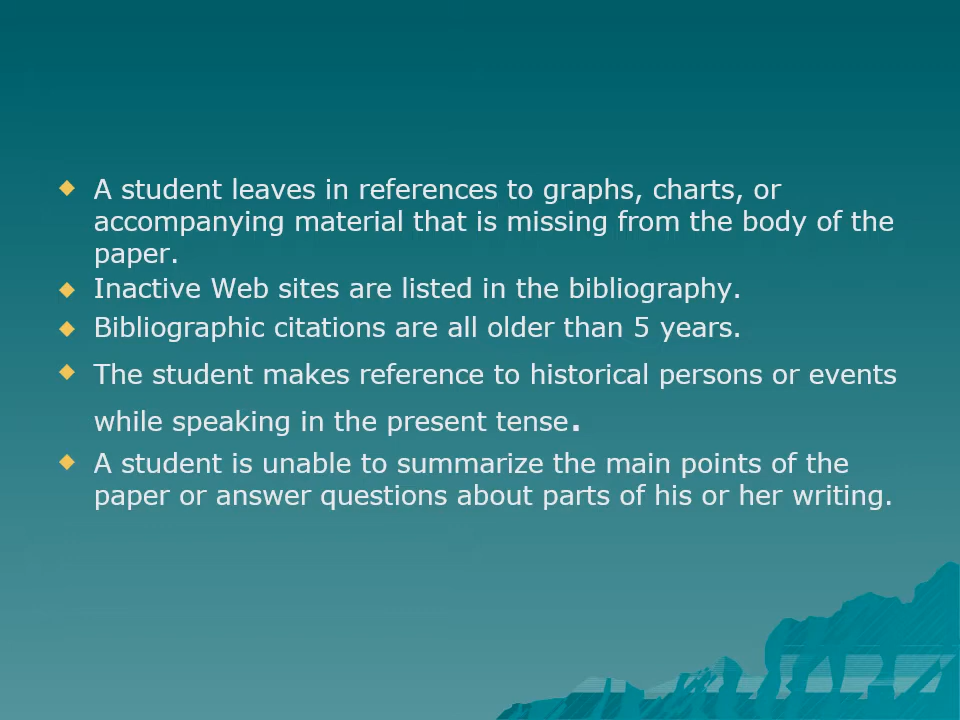 A student leaves in references to graphs, charts, or
accompanying material that is missing from the body of the
paper.
Inactive Web sites are listed in the bibliography.
Bibliographic citations are all older than 5 years.
The student makes reference to historical persons or events
while speaking in the present tense.
A student is unable to summarize the main points of the
paper or answer questions about parts of his or her writing.